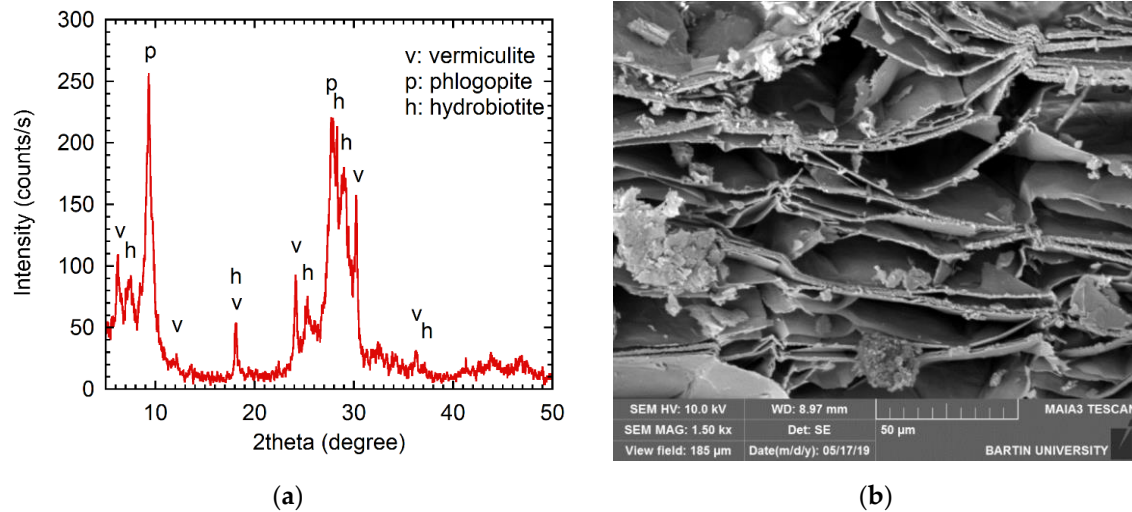 300
250
200
150
100
50
0
Intensity (counts/s)
10
20
30
40
50
2theta (degree)
v: vermiculite
p: phlogopite
h: hydrobiotite
p
v
h
v
h
v
v
h
p
h
h
v
v
h
SEM HV: 10.0 kV
WD: 8.97 mm
MAIA3 TESCAN
SEM MAG: 1.50 kx
Det: SE
50 µm
View field: 185 µm
Date(m/d/y): 05/17/19
BARTIN UNIVERSITY
(a)
(b)